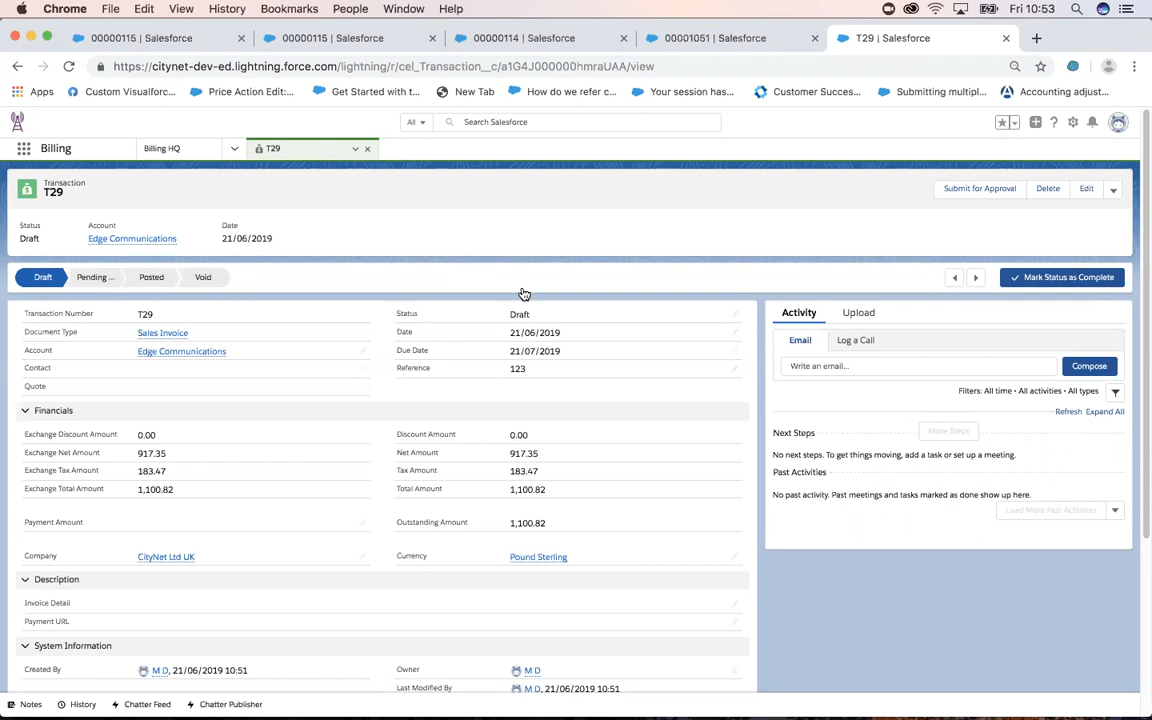 Chrome File Edit View History Bookmarks People Window Help Fri 10:53
00000115 | Salesforce 00000115 | Salesforce 00000114 | Salesforce 00001051 | Salesforce T29 | Salesforce
https://citynet-dev-ed.lightning.force.com/lightning/r/cel_Transaction__c/a1G4J000000hmraUAA/view
Apps Custom Visualforc... Price Action Edit:... Get Started with t... New Tab How do we refer c... Your session has... Customer Succes... Submitting multipl... Accounting adjust...
All Search Salesforce
Billing Billing HQ T29
Transaction
T29
Submit for Approval Delete Edit
Status Account Date
Draft Edge Communications 21/06/2019
Draft Pending ... Posted Void Mark Status as Complete
Transaction Number T29 Status Draft
Document Type Sales Invoice Date 21/06/2019
Account Edge Communications Due Date 21/07/2019
Contact Reference 123
Quote
Financials
Exchange Discount Amount 0.00 Discount Amount 0.00
Exchange Net Amount 917.35 Net Amount 917.35
Exchange Tax Amount 183.47 Tax Amount 183.47
Exchange Total Amount 1,100.82 Total Amount 1,100.82
Payment Amount Outstanding Amount 1,100.82
Company CityNet Ltd UK Currency Pound Sterling
Description
Invoice Detail
Payment URL
System Information
Created By M D, 21/06/2019 10:51 Owner M D
Last Modified By M D, 21/06/2019 10:51
Activity Upload
Email Log a Call
Write an email... Compose
Filters: All time • All activities • All types
Refresh Expand All
Next Steps More Steps
No next steps. To get things moving, add a task or set up a meeting.
Past Activities
No past activity. Past meetings and tasks marked as done show up here.
Load More Past Activities
Notes History Chatter Feed Chatter Publisher